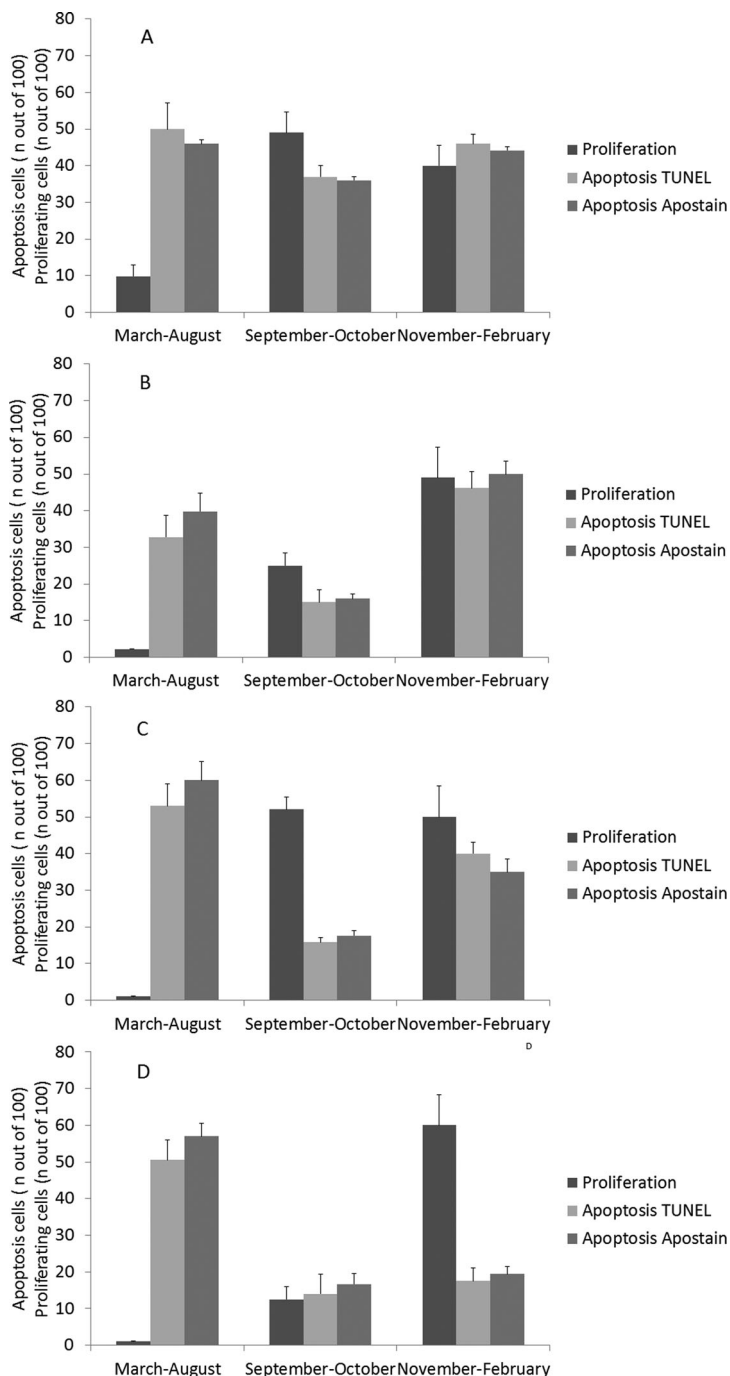 A
Apoptosis cells ( n out of 100)
Proliferating cells (n out of 100)
80
70
60
50
40
30
20
10
0
March-August September-October November-February
Proliferation
Apoptosis TUNEL
Apoptosis Apostain
B
Apoptosis cells ( n out of 100)
Proliferating cells (n out of 100)
80
70
60
50
40
30
20
10
0
March-August September-October November-February
Proliferation
Apoptosis TUNEL
Apoptosis Apostain
C
Apoptosis cells ( n out of 100)
Proliferating cells (n out of 100)
80
70
60
50
40
30
20
10
0
March-August September-October November-February
Proliferation
Apoptosis TUNEL
Apoptosis Apostain
D
D
Apoptosis cells ( n out of 100)
Proliferating cells (n out of 100)
80
70
60
50
40
30
20
10
0
March-August September-October November-February
Proliferation
Apoptosis TUNEL
Apoptosis Apostain